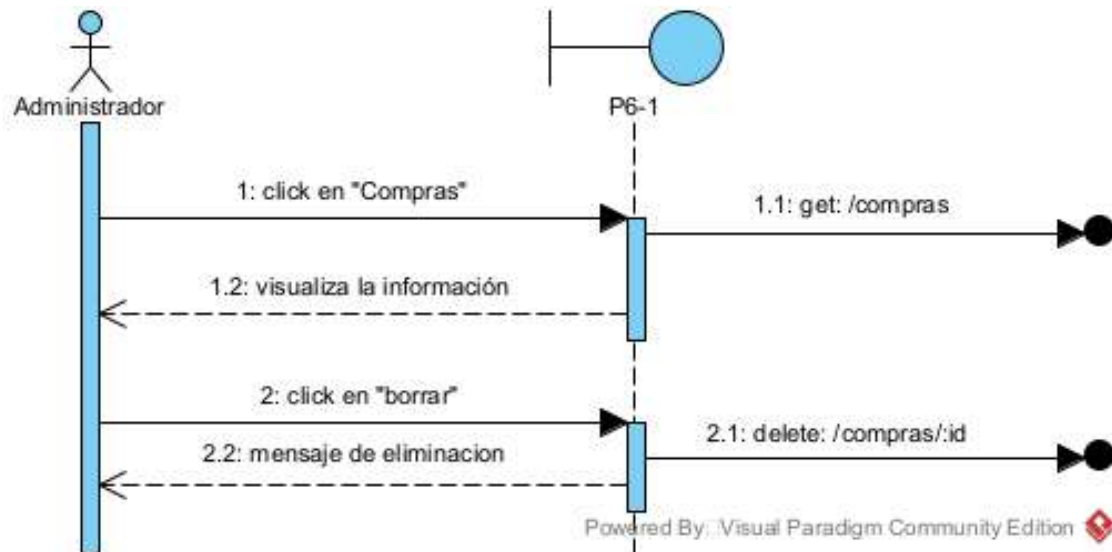 Administrador
P6-1
1: click en "Compras"
1.1: get: /compras
1.2: visualiza la información
2: click en "borrar"
2.1: delete: /compras/:id
2.2: mensaje de eliminacion
Powered By: Visual Paradigm Community Edition